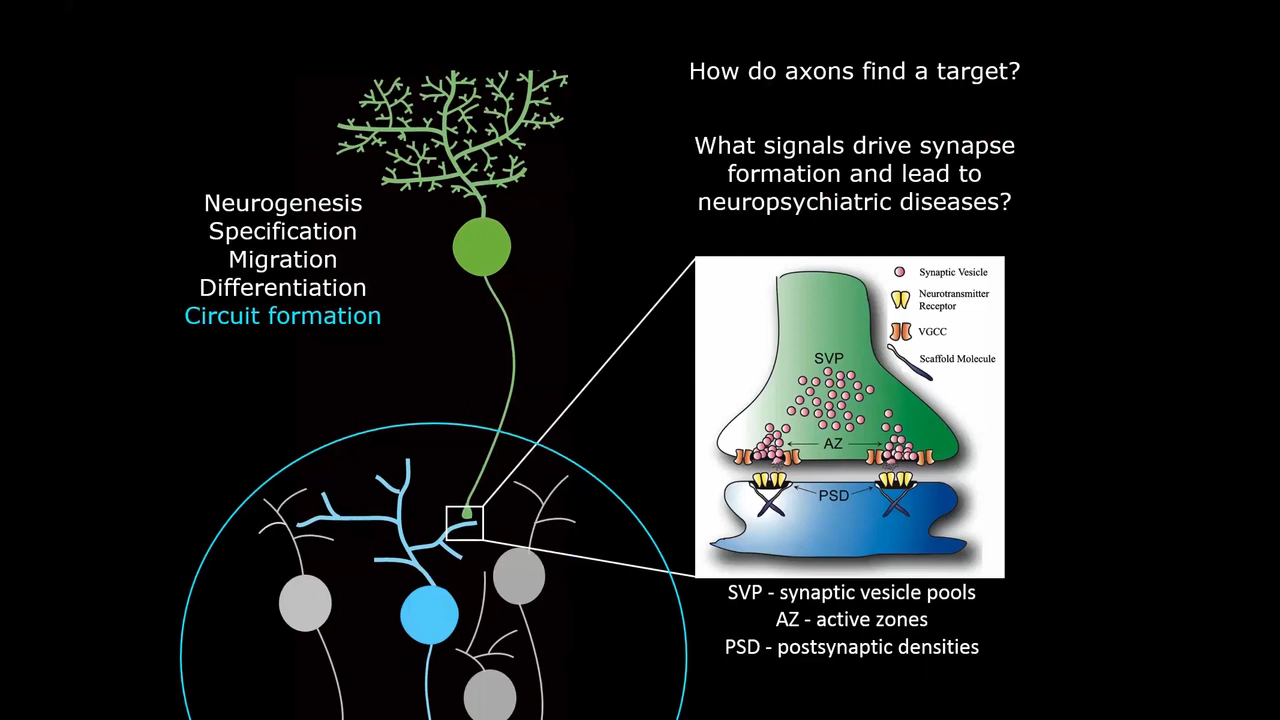 How do axons find a target?
What signals drive synapse
formation and lead to
neuropsychiatric diseases?
Neurogenesis
Specification
Migration
Differentiation
Circuit formation
Synaptic Vesicle
Neurotransmitter
Receptor
VGCC
Scaffold Molecule
SVP
AZ
PSD
SVP - synaptic vesicle pools
AZ - active zones
PSD - postsynaptic densities